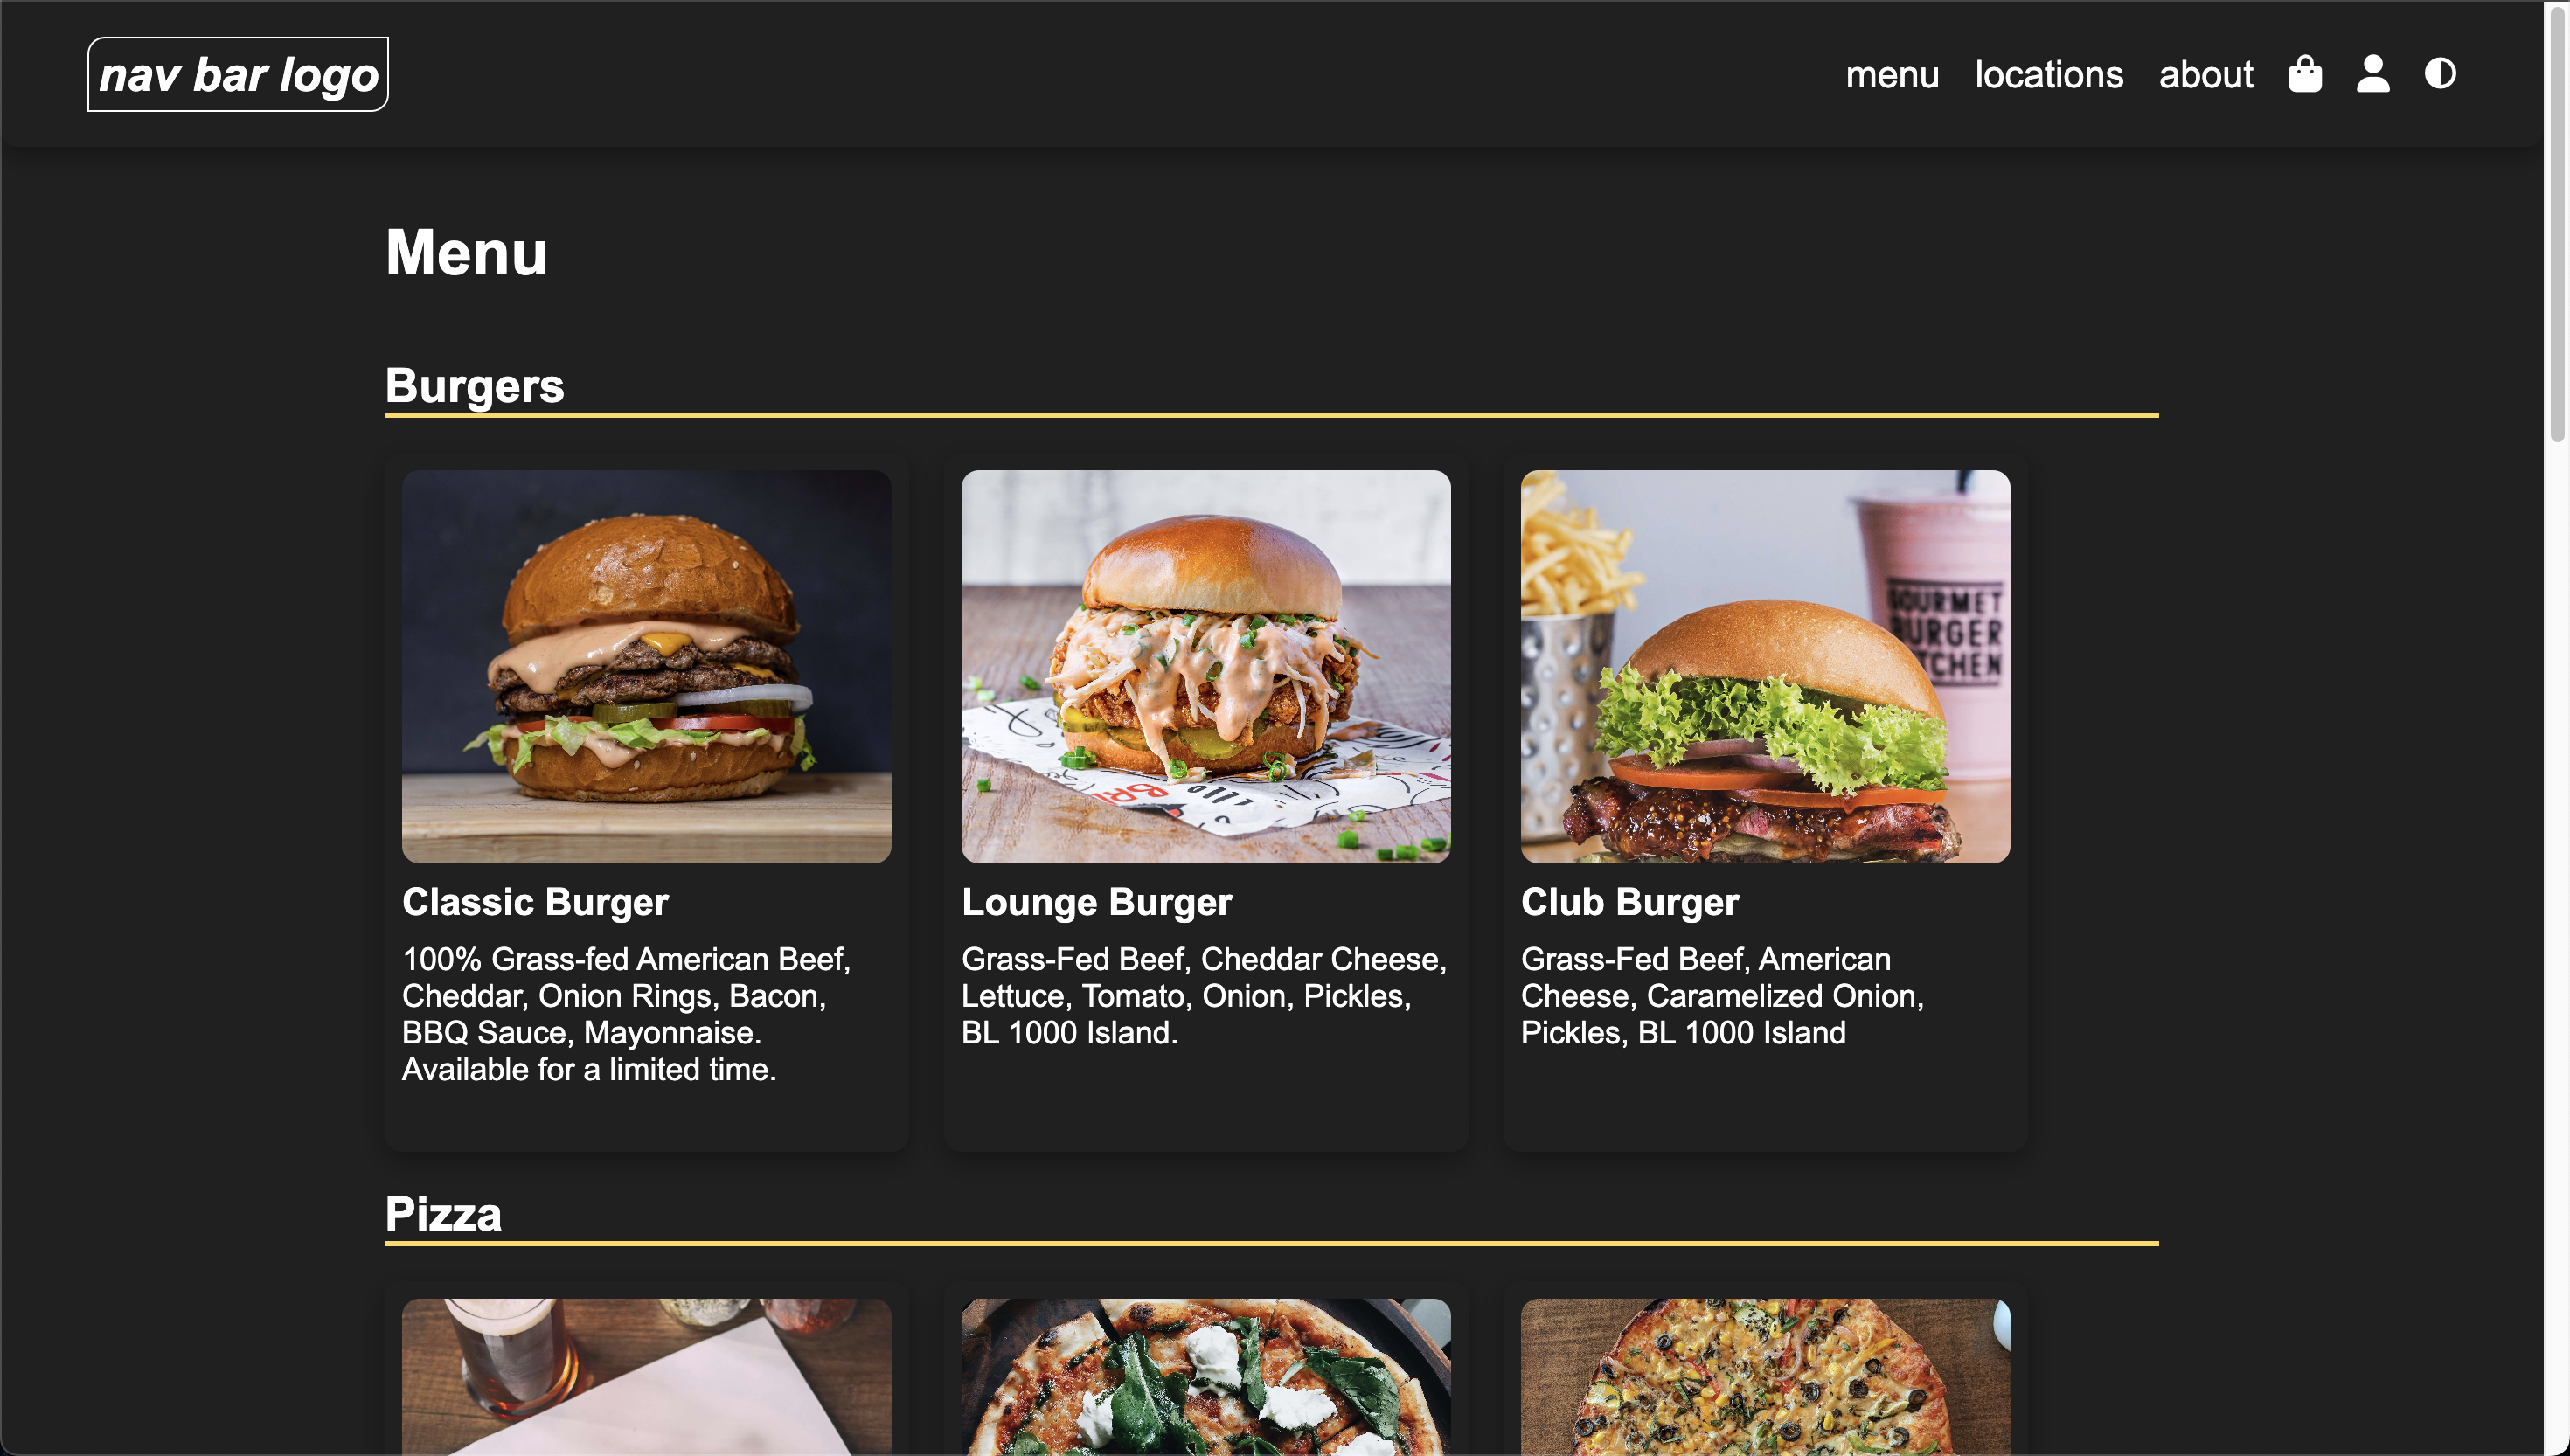 nav bar logo
menu locations about
Menu
Burgers
GOURMET
BURGER
Classic Burger
100% Grass-fed American Beef,
Cheddar, Onion Rings, Bacon,
BBQ Sauce, Mayonnaise.
Available for a limited time.
Lounge Burger
Grass-Fed Beef, Cheddar Cheese,
Lettuce, Tomato, Onion, Pickles,
BL 1000 Island.
Club Burger
Grass-Fed Beef, American
Cheese, Caramelized Onion,
Pickles, BL 1000 Island
Pizza